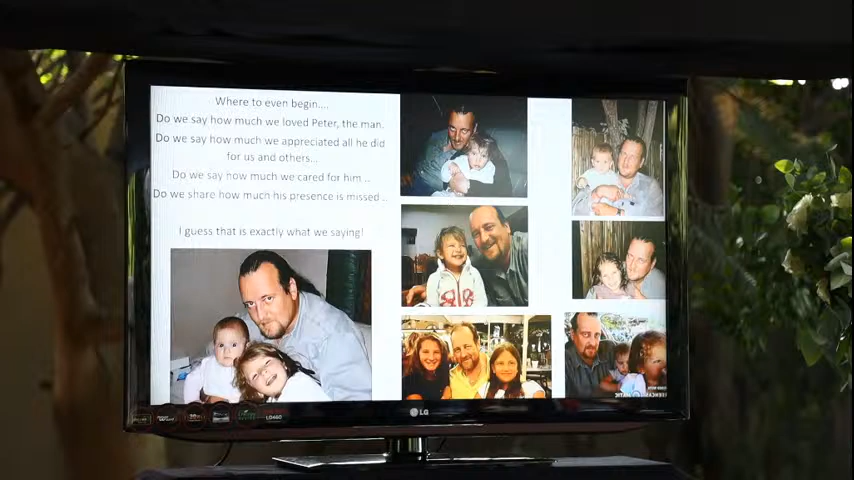 Where to even begin....
Do we say how much we loved Peter, the man.
Do we say how much we appreciated all he did
for us and others...
Do we say how much we cared for him ..
Do we share how much his presence is missed ..
I guess that is exactly what we saying!
LG